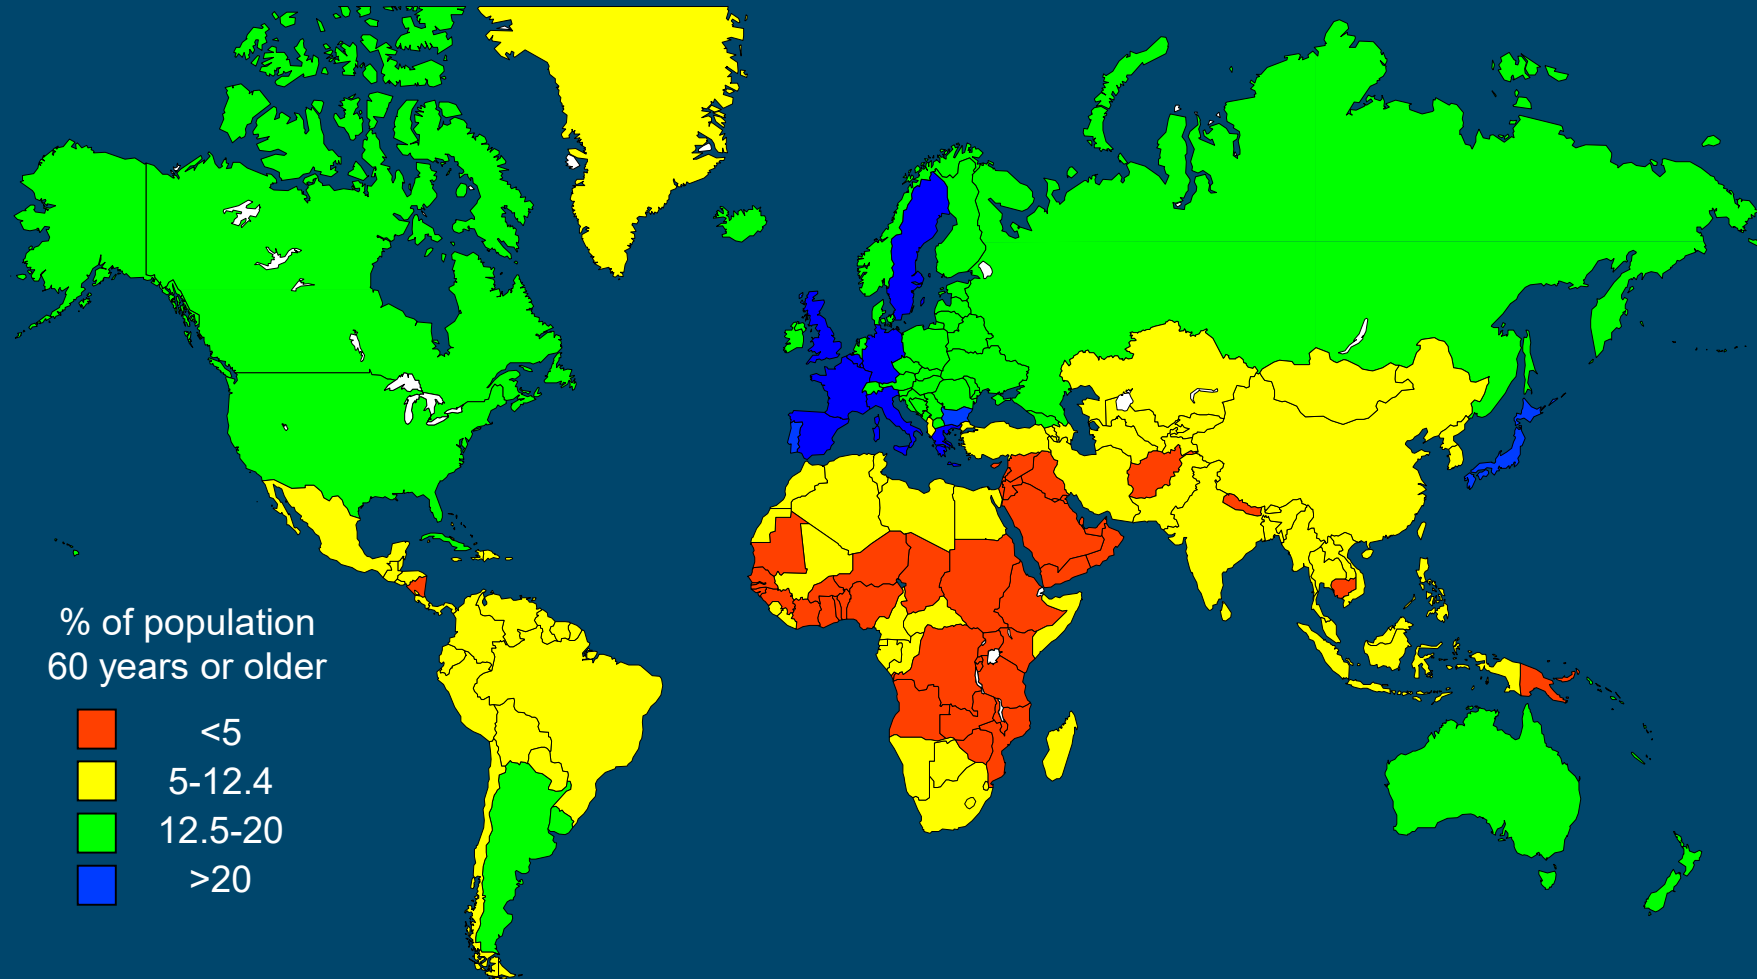 % of population
60 years or older
<5
5-12.4
12.5-20
>20